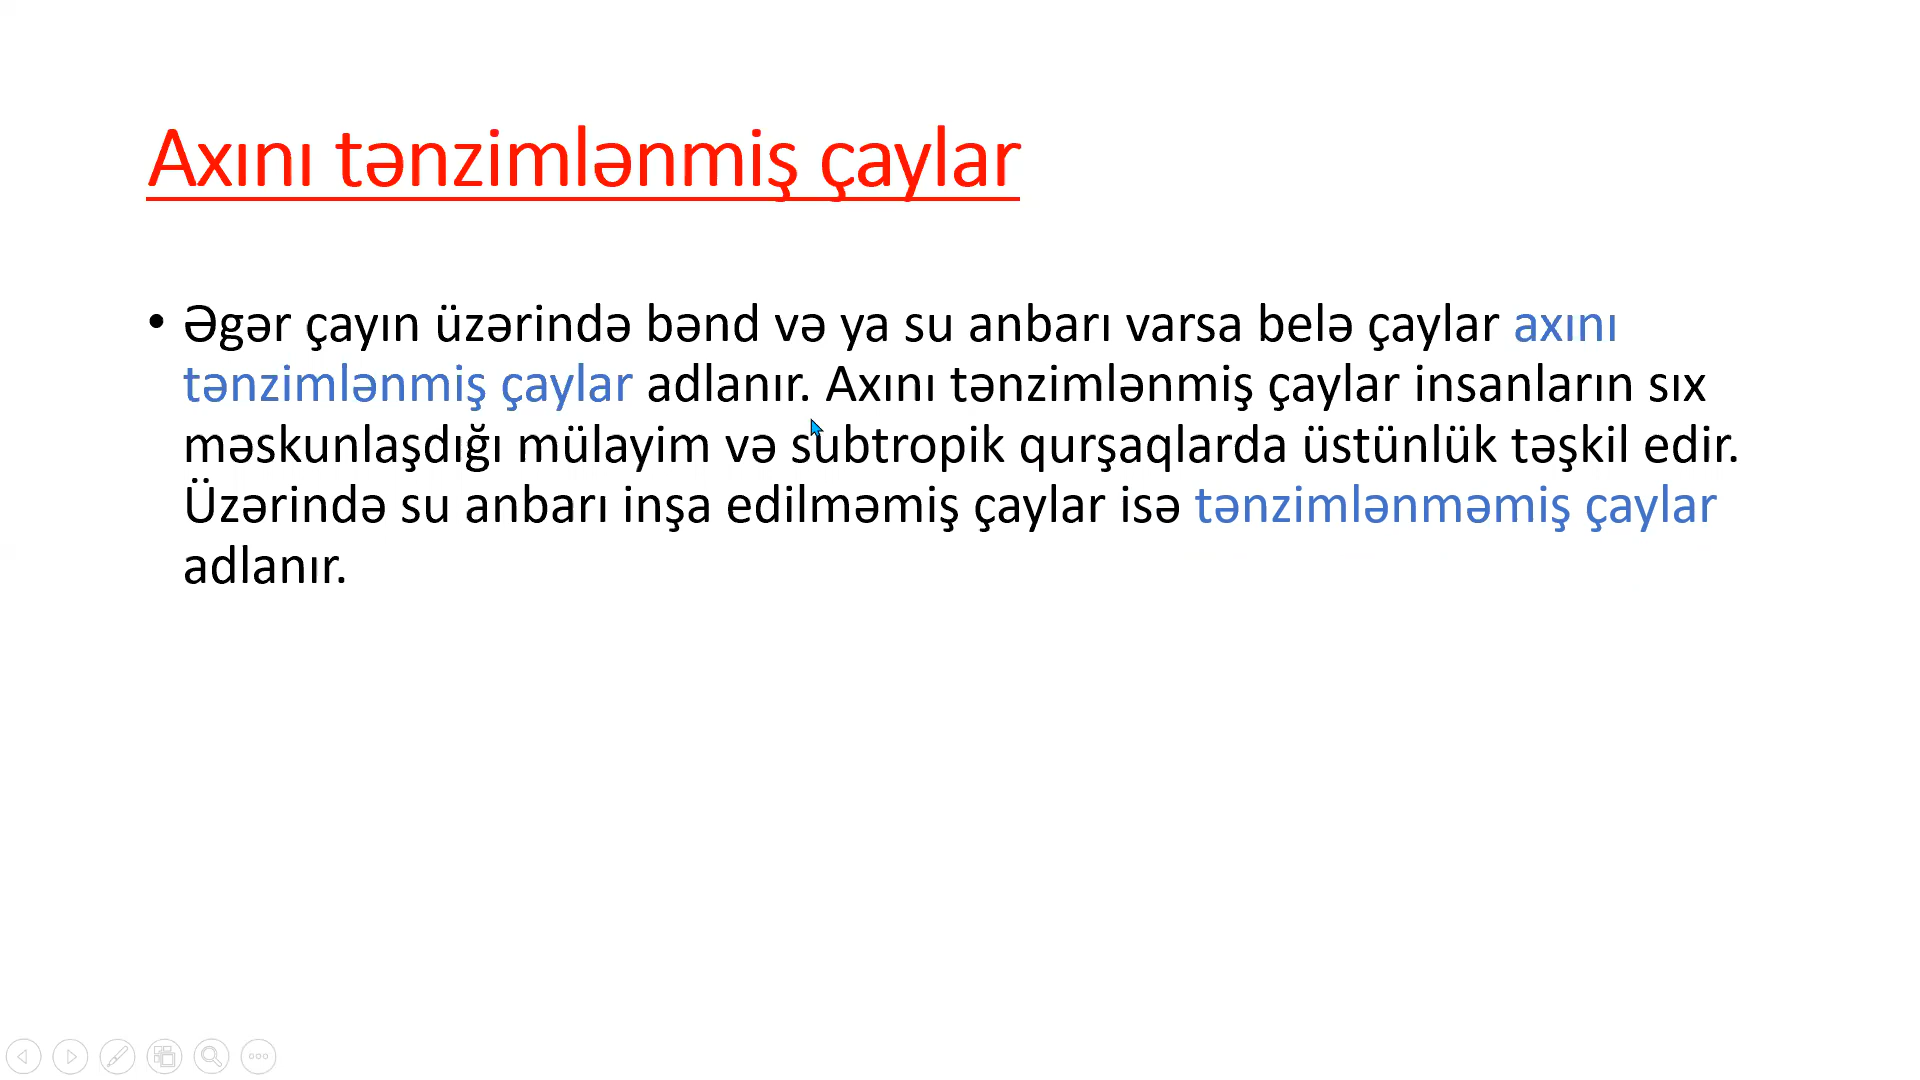 Axını tənzimlənmiş çaylar
• Əgər çayın üzərində bənd və ya su anbarı varsa belə çaylar axını
tənzimlənmiş çaylar adlanır. Axını tənzimlənmiş çaylar insanların sıx
məskunlaşdığı mülayim və subtropik qurşaqlarda üstünlük təşkil edir.
Üzərində su anbarı inşa edilməmiş çaylar isə tənzimlənməmiş çaylar
adlanır.